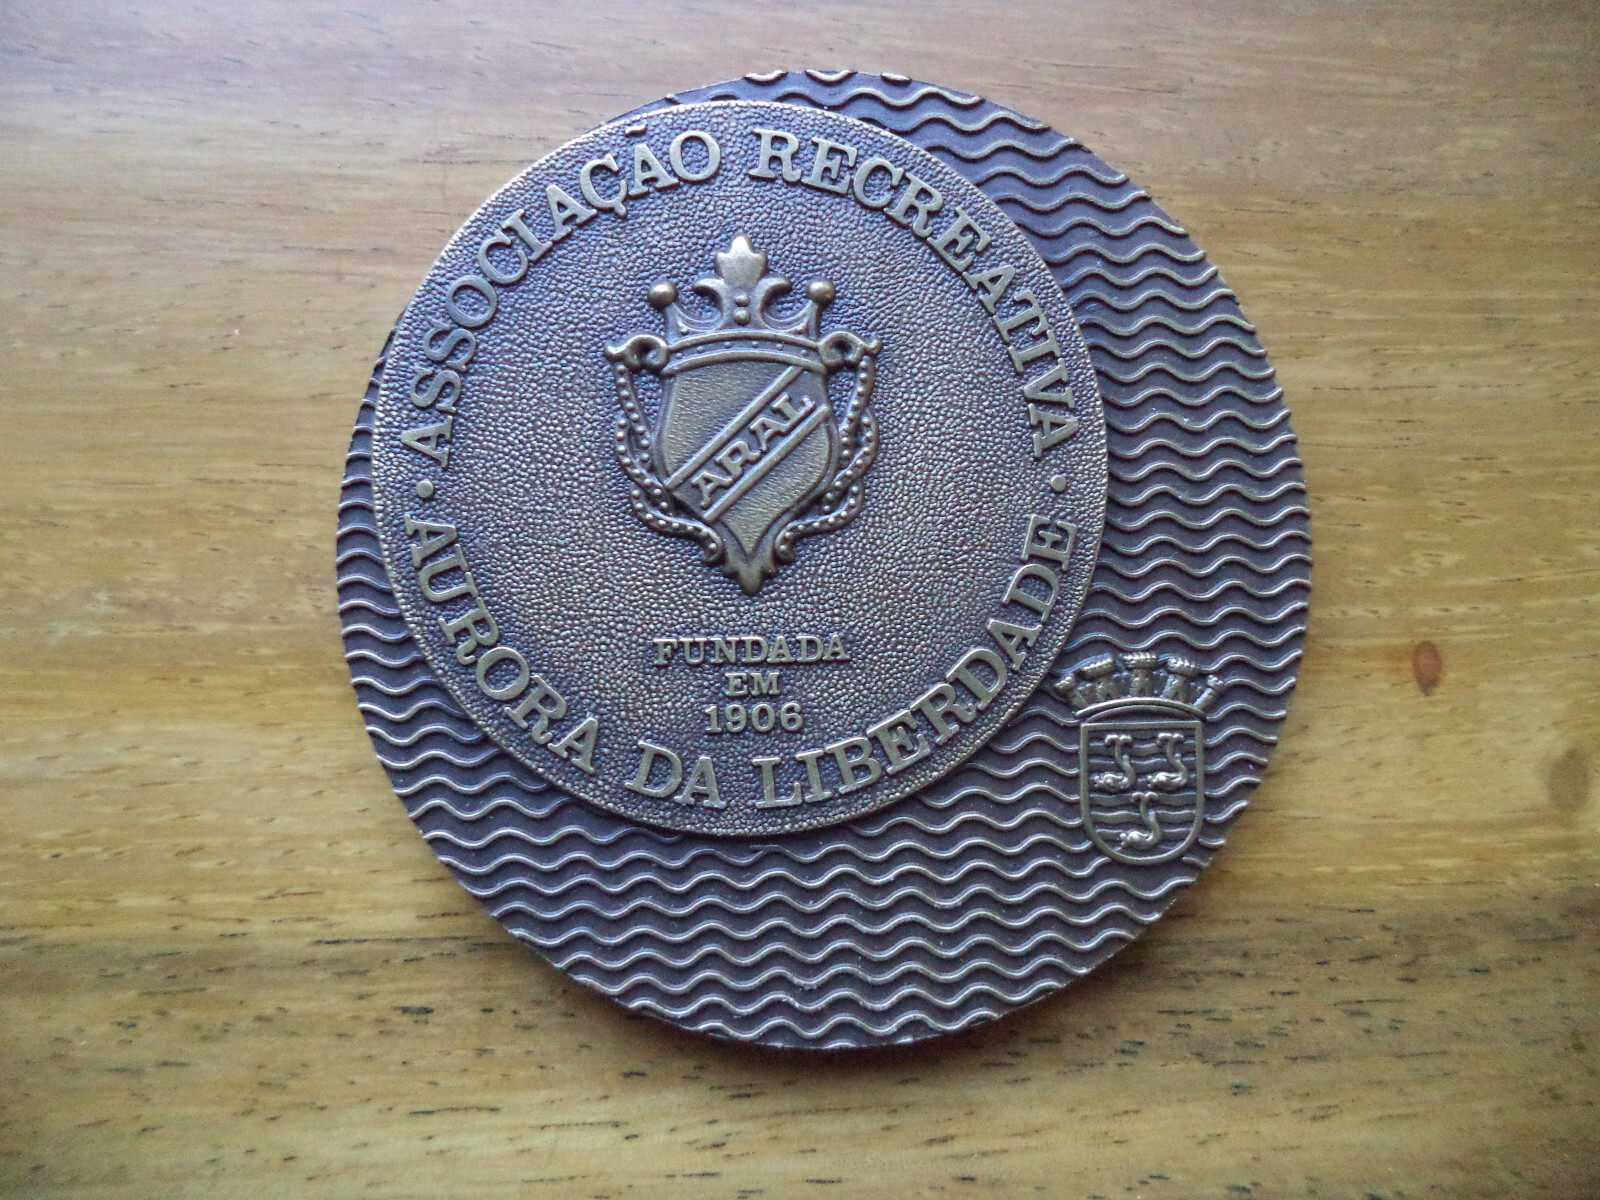 ASSOCIAÇÃO RECREATIVA
ARAL
FUNDADA
EM
1906
AURORA DA LIBERDADE